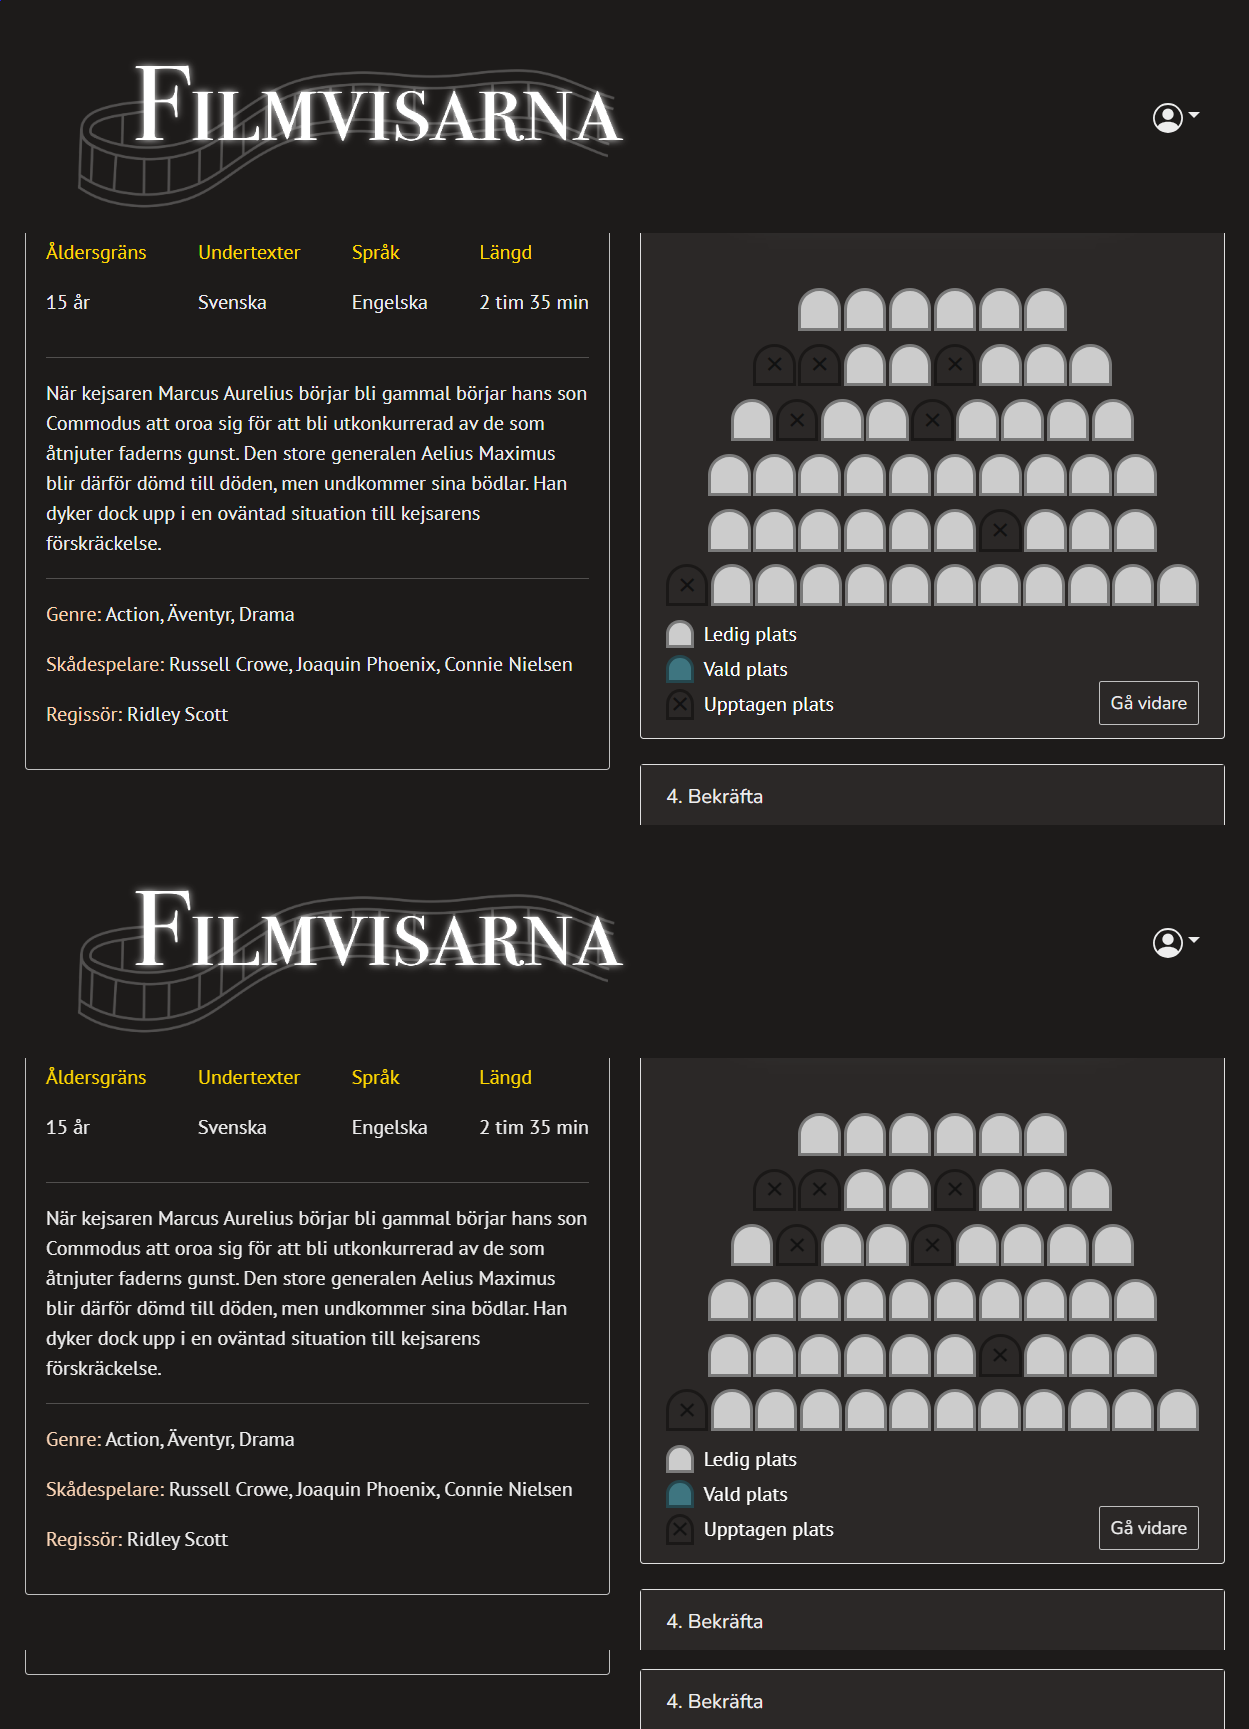 FILMVISARNA
Åldersgräns Undertexter Språk Längd
15 år Svenska Engelska 2 tim 35 min
När kejsaren Marcus Aurelius börjar bli gammal börjar hans son
Commodus att oroa sig för att bli utkonkurrerad av de som
åtnjuter faderns gunst. Den store generalen Aelius Maximus
blir därför dömd till döden, men undkommer sina bödlar. Han
dyker dock upp i en oväntad situation till kejsarens
förskräckelse.
Genre: Action, Äventyr, Drama
Skådespelare: Russell Crowe, Joaquin Phoenix, Connie Nielsen
Regissör: Ridley Scott
Ledig plats
Vald plats
Upptagen plats
Gå vidare
4. Bekräfta
FILMVISARNA
Åldersgräns Undertexter Språk Längd
15 år Svenska Engelska 2 tim 35 min
När kejsaren Marcus Aurelius börjar bli gammal börjar hans son
Commodus att oroa sig för att bli utkonkurrerad av de som
åtnjuter faderns gunst. Den store generalen Aelius Maximus
blir därför dömd till döden, men undkommer sina bödlar. Han
dyker dock upp i en oväntad situation till kejsarens
förskräckelse.
Genre: Action, Äventyr, Drama
Skådespelare: Russell Crowe, Joaquin Phoenix, Connie Nielsen
Regissör: Ridley Scott
Ledig plats
Vald plats
Upptagen plats
Gå vidare
4. Bekräfta
4. Bekräfta